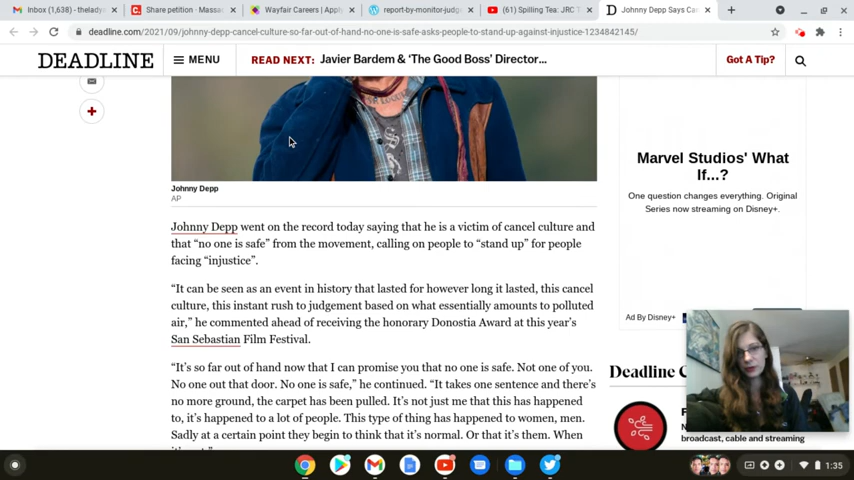 Inbox (1,638) - thelady
Share petition - Massac
Wayfair Careers | Appl
report-by-monitor-judg
(61) Spilling Tea: JRC T
Johnny Depp Says Ca
deadline.com/2021/09/johnny-depp-cancel-culture-so-far-out-of-hand-no-one-is-safe-asks-people-to-stand-up-against-injustice-1234842145/
DEADLINE
MENU
READ NEXT: Javier Bardem & ‘The Good Boss’ Director...
Got A Tip?
Johnny Depp
AP
Johnny Depp went on the record today saying that he is a victim of cancel culture and
that “no one is safe” from the movement, calling on people to “stand up” for people
facing “injustice”.
“It can be seen as an event in history that lasted for however long it lasted, this cancel
culture, this instant rush to judgement based on what essentially amounts to polluted
air,” he commented ahead of receiving the honorary Donostia Award at this year’s
San Sebastian Film Festival.
“It’s so far out of hand now that I can promise you that no one is safe. Not one of you.
No one out that door. No one is safe,” he continued. “It takes one sentence and there’s
no more ground, the carpet has been pulled. It’s not just me that this has happened
to, it’s happened to a lot of people. This type of thing has happened to women, men.
Sadly at a certain point they begin to think that it’s normal. Or that it’s them. When
Marvel Studios' What
If...?
One question changes everything. Original
Series now streaming on Disney+.
Ad By Disney+
Deadline
broadcast, cable and streaming
1:35